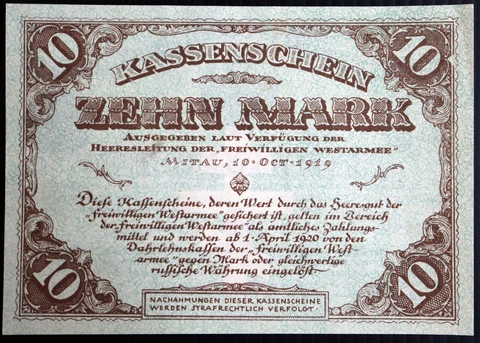 10 10
KASSENSCHEIN
ZEHN MARK
AUSGEGEBEN LAUT VERFÜGUNG DER
HEERESLEITUNG DER „FREIWILLIGEN WESTARMEE"
MITAU, 10 · OCT · 1919
Diese Kassenscheine, deren Wert durch das Heeresgut der
„freiwilligen Westarmee" gesichert ist, gelten im Bereich
der „freiwilligen Westarmee" als amtliches Zahlungs-
mittel und werden ab 1 · April 1920 von den
Darlehnskassen der „freiwilligen West-
armee" gegen Mark oder gleichwertige
russische Währung eingelöst ·
10 10
NACHAHMUNGEN DIESER KASSENSCHEINE
WERDEN STRAFRECHTLICH VERFOLGT ·